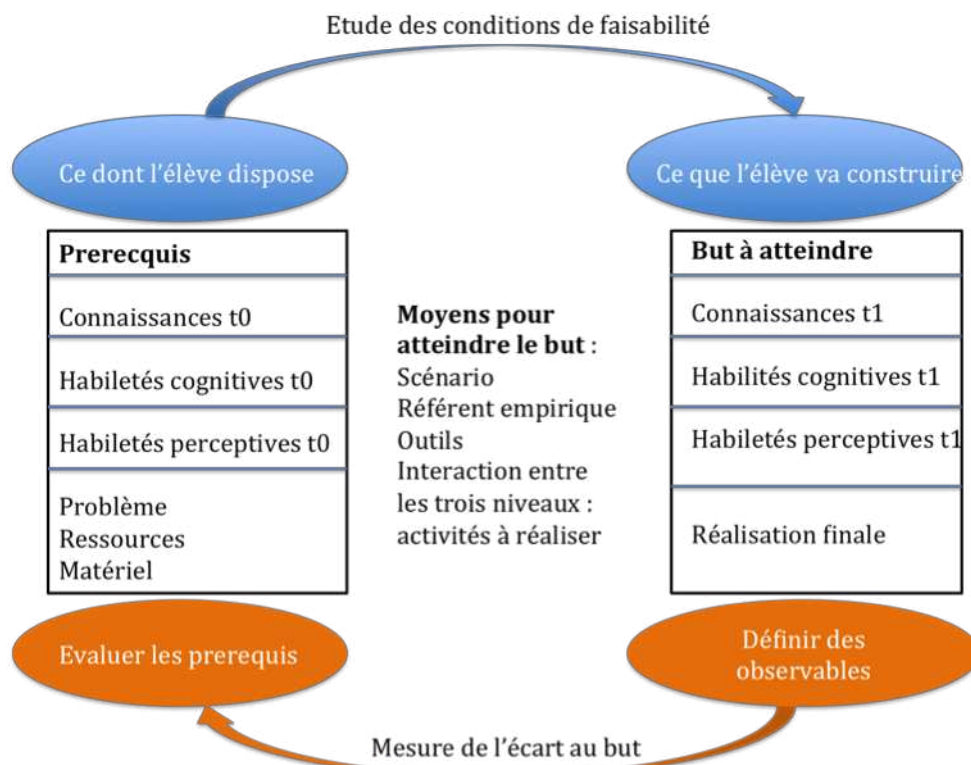 Etude des conditions de faisabilité
Ce dont l'élève dispose
Ce que l'élève va construire
Prerecquis
Connaissances t0
Habiletés cognitives t0
Habiletés perceptives t0
Problème
Ressources
Matériel
Moyens pour
atteindre le but :
Scénario
Référent empirique
Outils
Interaction entre
les trois niveaux :
activités à réaliser
But à atteindre
Connaissances t1
Habilités cognitives t1
Habiletés perceptives t1
Réalisation finale
Evaluer les prerequis
Définir des
observables
Mesure de l'écart au but